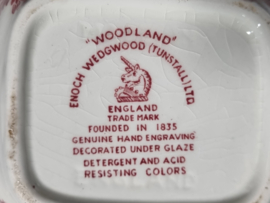 "WOODLAND"
ENOCH WEDGWOOD (TUNSTALL) LTD.
ENGLAND
TRADE MARK
FOUNDED IN 1835
GENUINE HAND ENGRAVING
DECORATED UNDER GLAZE
DETERGENT AND ACID
RESISTING COLORS